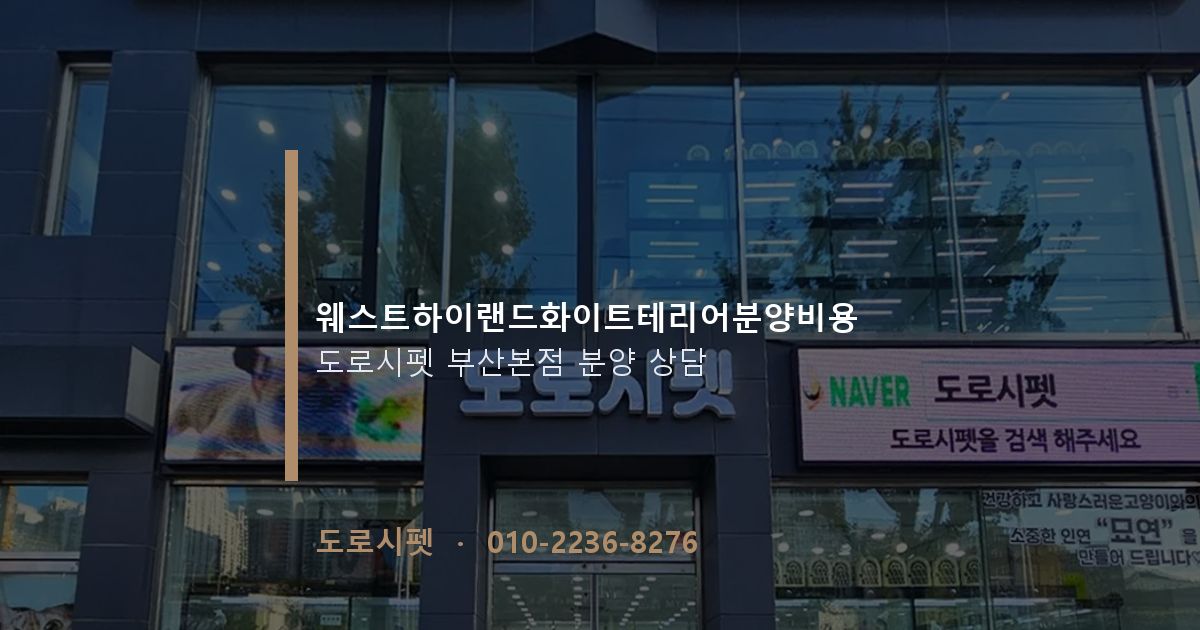 웨스트하이랜드화이트테리어분양비용
도로시펫 부산본점 분양 상담
도로시펫
NAVER 도로시펫
도로시펫을 검색 해주세요
건강하고 사랑스러운고양이와의
소중한 인연 “묘연” 을
만들어 드립니다
도로시펫 · 010-2236-8276